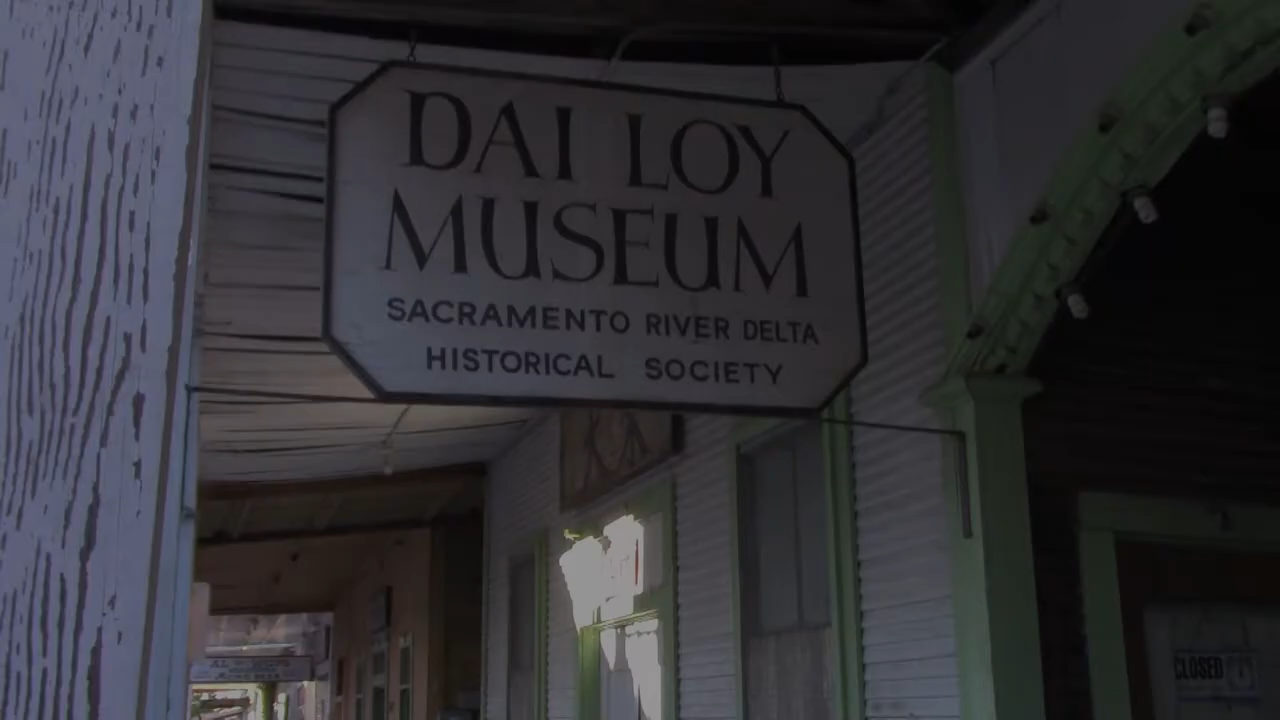 DAI LOY
MUSEUM
SACRAMENTO RIVER DELTA
HISTORICAL SOCIETY
CLOSED